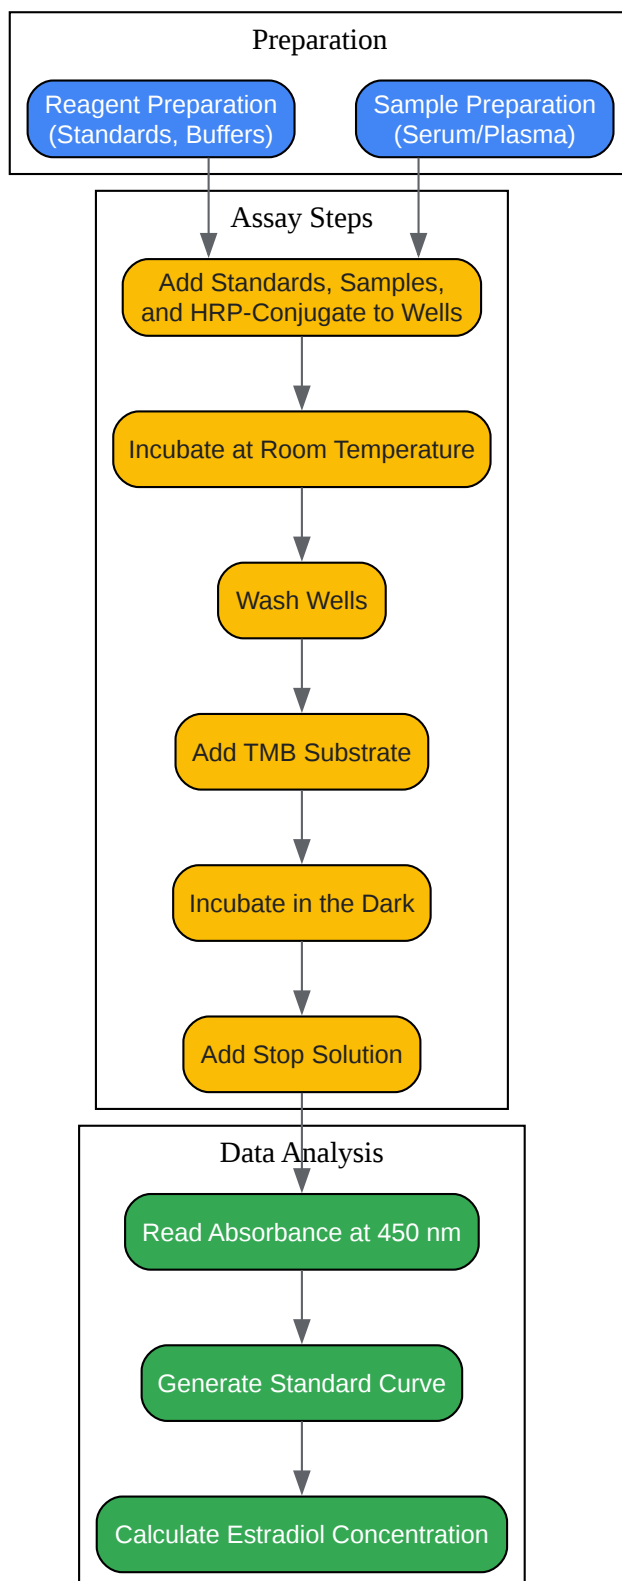 Preparation
Reagent Preparation
(Standards, Buffers)
Sample Preparation
(Serum/Plasma)
Assay Steps
Add Standards, Samples,
and HRP-Conjugate to Wells
Incubate at Room Temperature
Wash Wells
Add TMB Substrate
Incubate in the Dark
Add Stop Solution
Data Analysis
Read Absorbance at 450 nm
Generate Standard Curve
Calculate Estradiol Concentration